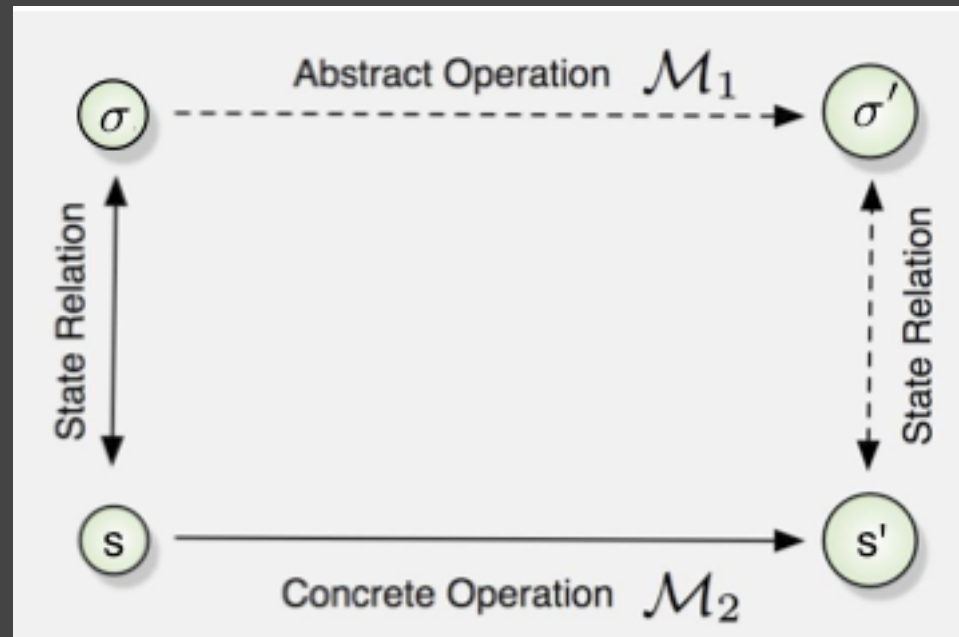 Abstract Operation ℳ₁
σ
σ'
State Relation
State Relation
s
s'
Concrete Operation ℳ₂